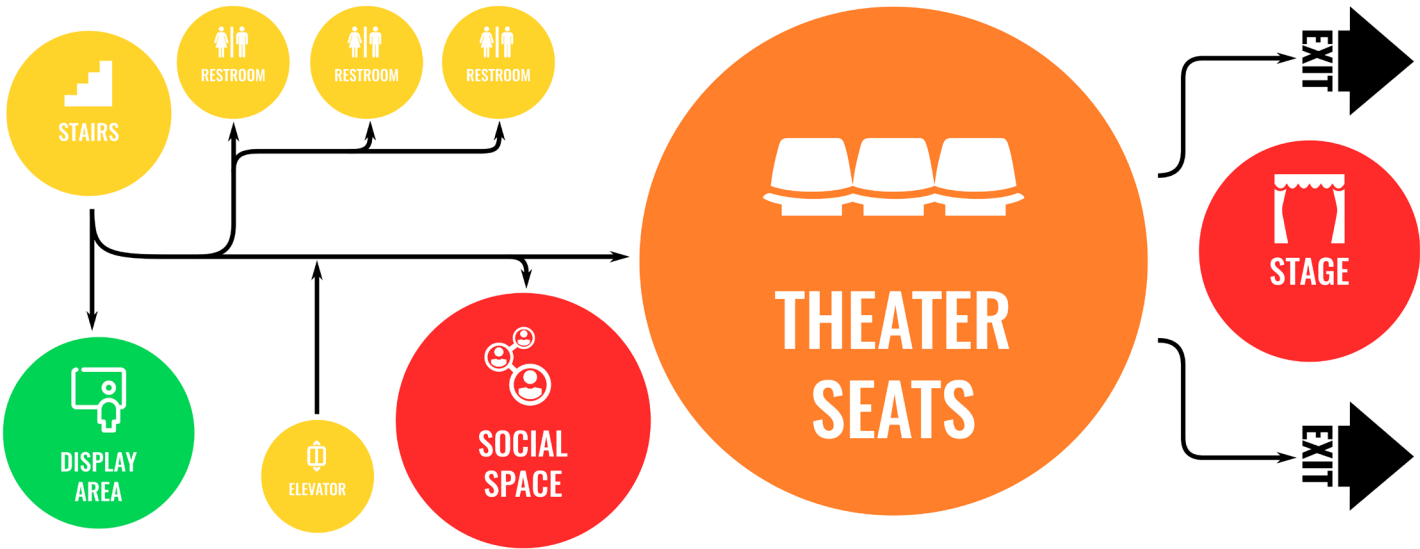 STAIRS
RESTROOM
RESTROOM
RESTROOM
DISPLAY
AREA
ELEVATOR
SOCIAL
SPACE
THEATER
SEATS
EXIT
STAGE
EXIT